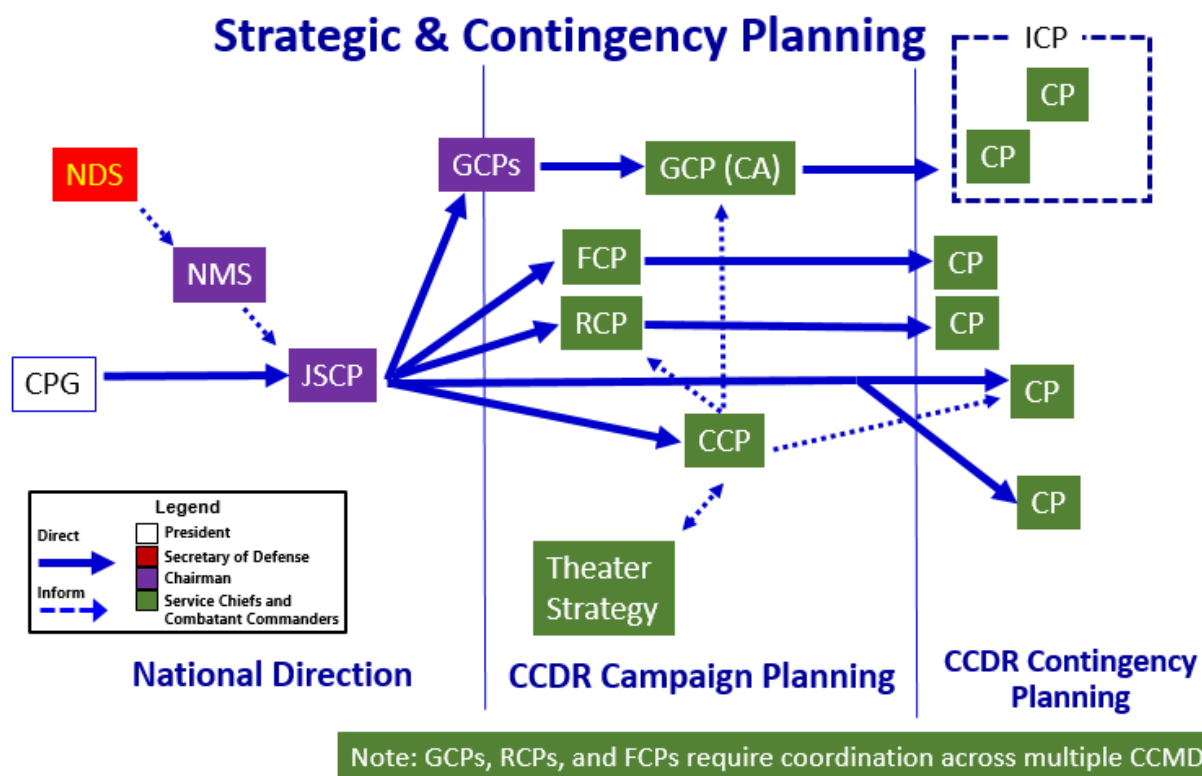 Strategic & Contingency Planning
ICP
CP
CP
NDS
GCPs
GCP (CA)
NMS
FCP
CP
RCP
CP
CPG
JSCP
CP
CCP
CP
Legend
Direct
President
Secretary of Defense
Chairman
Inform
Service Chiefs and
Combatant Commanders
Theater
Strategy
National Direction
CCDR Campaign Planning
CCDR Contingency
Planning
Note: GCPs, RCPs, and FCPs require coordination across multiple CCMD